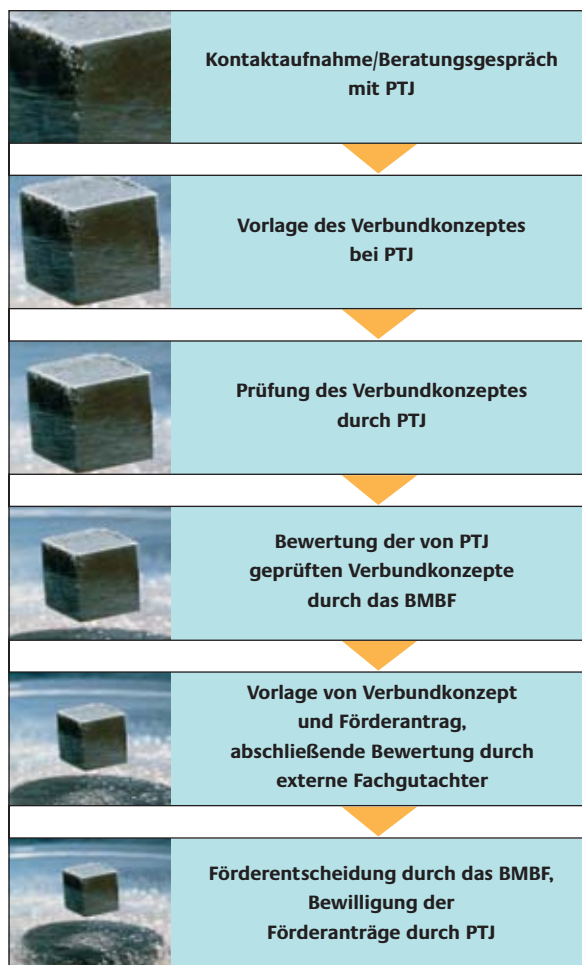 Kontaktaufnahme/Beratungsgespräch
mit PTJ
Vorlage des Verbundkonzeptes
bei PTJ
Prüfung des Verbundkonzeptes
durch PTJ
Bewertung der von PTJ
geprüften Verbundkonzepte
durch das BMBF
Vorlage von Verbundkonzept
und Förderantrag,
abschließende Bewertung durch
externe Fachgutachter
Förderentscheidung durch das BMBF,
Bewilligung der
Förderanträge durch PTJ